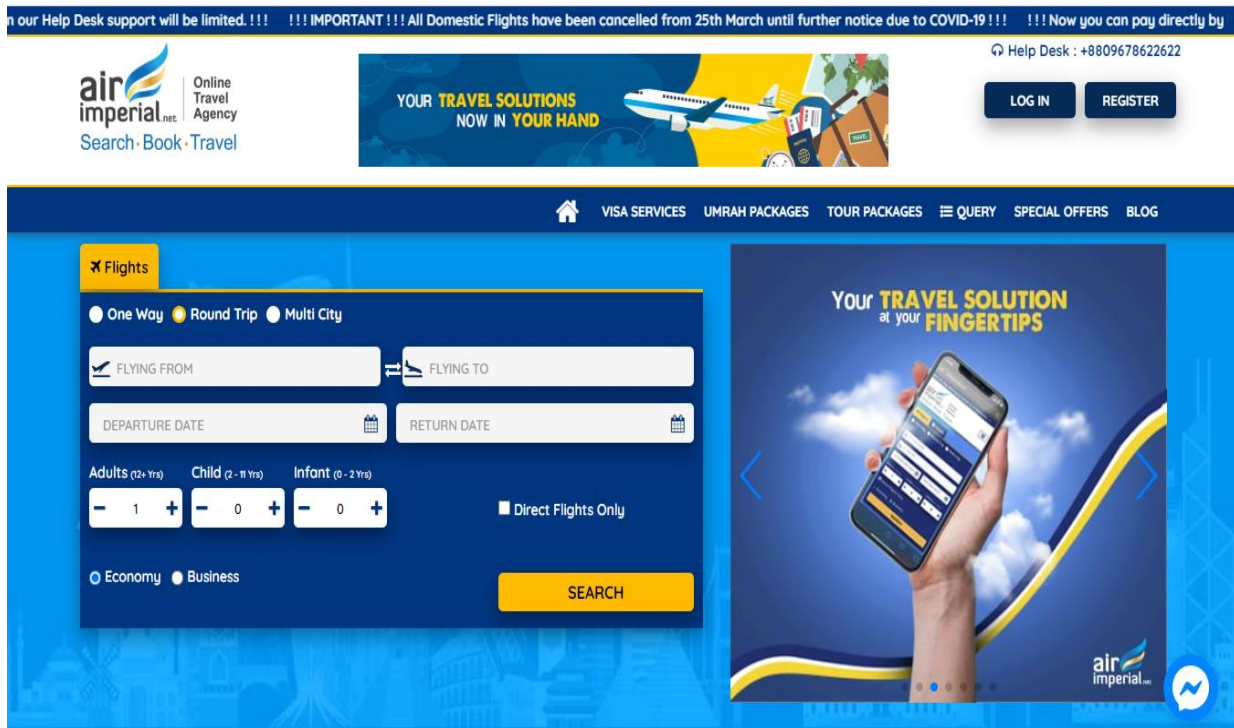 n our Help Desk support will be limited. ! ! !     ! ! ! IMPORTANT ! ! ! All Domestic Flights have been cancelled from 25th March until further notice due to COVID-19 ! ! !     ! ! ! Now you can pay directly by
Help Desk : +8809678622622
air
imperial.net
Online
Travel
Agency
Search·Book·Travel
YOUR TRAVEL SOLUTIONS
NOW IN YOUR HAND
TRAVEL
LOG IN
REGISTER
VISA SERVICES
UMRAH PACKAGES
TOUR PACKAGES
QUERY
SPECIAL OFFERS
BLOG
Flights
One Way
Round Trip
Multi City
FLYING FROM
FLYING TO
DEPARTURE DATE
RETURN DATE
Adults (12+ Yrs)
Child (2 - 11 Yrs)
Infant (0 - 2 Yrs)
- 1 +
- 0 +
- 0 +
Direct Flights Only
Economy
Business
SEARCH
Your TRAVEL SOLUTION
at your FINGERTIPS
air
imperial.net